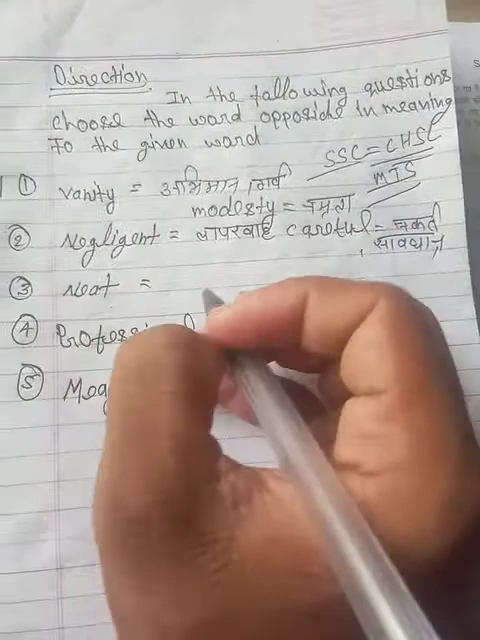 Direction
In the following questions
choose the word opposide in meaning
To the given word
SSC = CHSL
MTS
① Vanity = अभिमान, गर्व
modesty = नम्रता
② Negligent = लापरवाह careful = सतर्क
, सावधान
③ Neat =
④
⑤